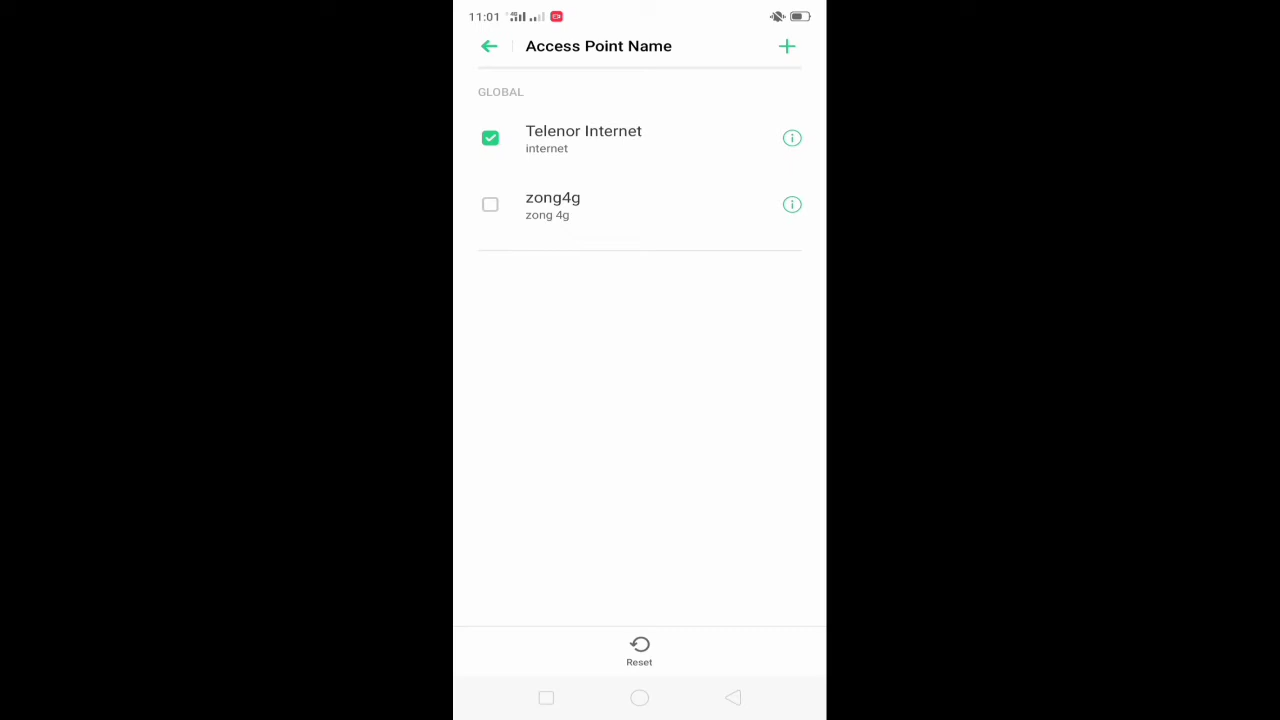 11:01
Access Point Name
GLOBAL
Telenor Internet
internet
zong4g
zong 4g
Reset